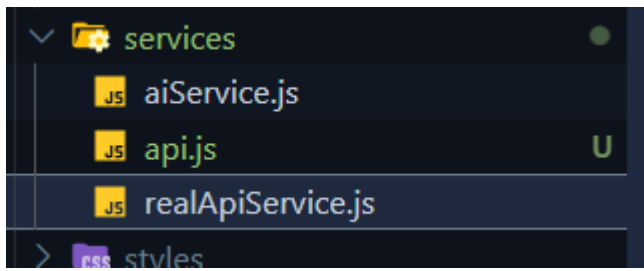 services
JS aiService.js
JS api.js U
JS realApiService.js
CSS styles